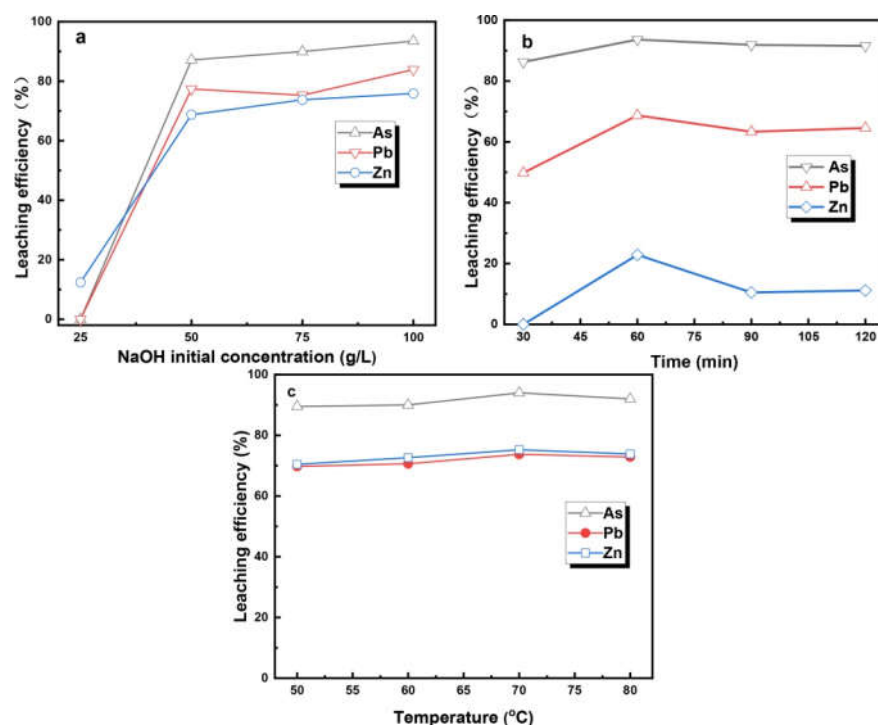 a
100
80
60
40
20
0
Leaching efficiency (%)
As
Pb
Zn
25
50
75
100
NaOH initial concentration (g/L)
b
100
80
60
40
20
0
Leaching efficiency (%)
As
Pb
Zn
30
45
60
75
90
105
120
Time (min)
c
100
80
60
40
20
0
Leaching efficiency (%)
As
Pb
Zn
50
55
60
65
70
75
80
Temperature (°C)